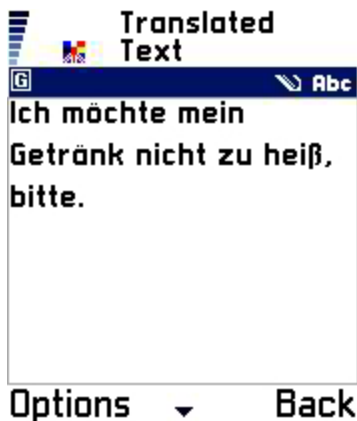 Translated
Text
G Abc
Ich möchte mein
Getränk nicht zu heiß,
bitte.
Options Back